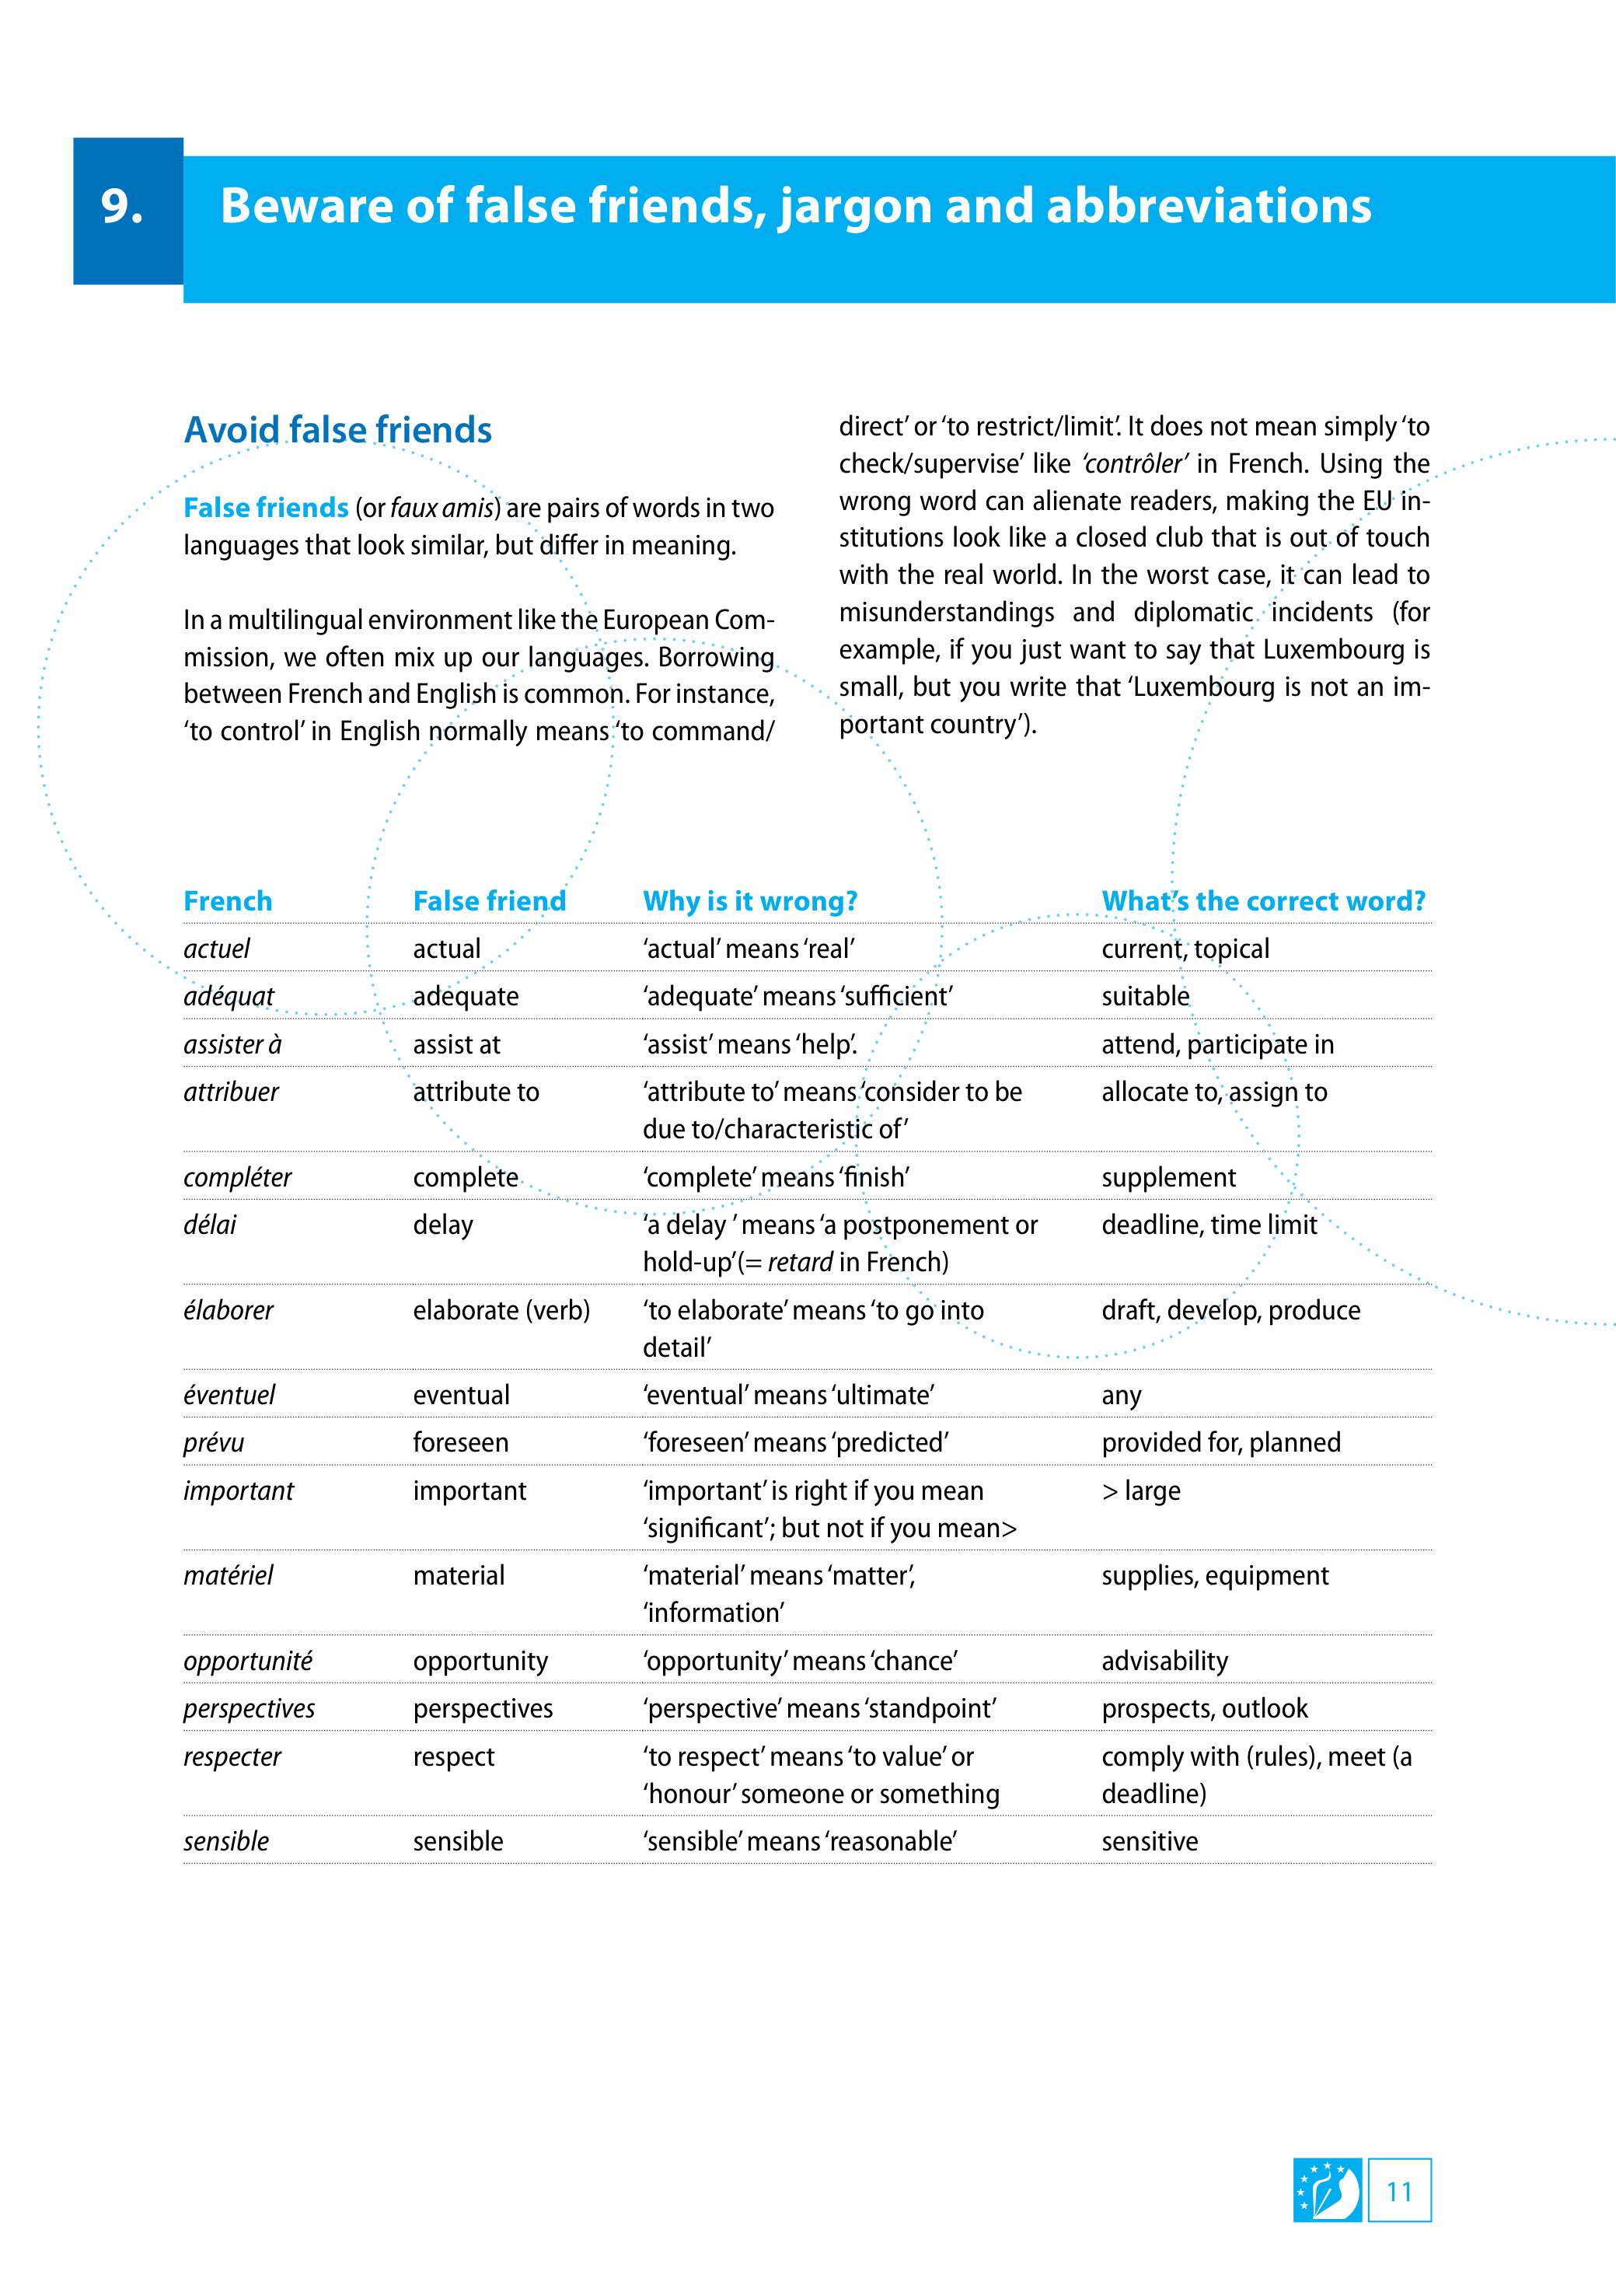 9.
Beware of false friends, jargon and abbreviations
Avoid false friends
False friends (or faux amis) are pairs of words in two
languages that look similar, but differ in meaning.
In a multilingual environment like the European Com-
mission, we often mix up our languages. Borrowing
between French and English is common. For instance,
‘to control’ in English normally means ‘to command/
direct’ or ‘to restrict/limit’. It does not mean simply ‘to
check/supervise’ like ‘contrôler’ in French. Using the
wrong word can alienate readers, making the EU in-
stitutions look like a closed club that is out of touch
with the real world. In the worst case, it can lead to
misunderstandings and diplomatic incidents (for
example, if you just want to say that Luxembourg is
small, but you write that ‘Luxembourg is not an im-
portant country’).
French False friend Why is it wrong? What’s the correct word?
actuel actual ‘actual’ means ‘real’ current, topical
adéquat adequate ‘adequate’ means ‘sufficient’ suitable
assister à assist at ‘assist’ means ‘help’. attend, participate in
attribuer attribute to ‘attribute to’ means ‘consider to be allocate to, assign to
due to/characteristic of’
compléter complete ‘complete’ means ‘finish’ supplement
délai delay ‘a delay ’ means ‘a postponement or deadline, time limit
hold-up’ (= retard in French)
élaborer elaborate (verb) ‘to elaborate’ means ‘to go into draft, develop, produce
detail’
éventuel eventual ‘eventual’ means ‘ultimate’ any
prévu foreseen ‘foreseen’ means ‘predicted’ provided for, planned
important important ‘important’ is right if you mean > large
‘significant’; but not if you mean>
matériel material ‘material’ means ‘matter’, supplies, equipment
‘information’
opportunité opportunity ‘opportunity’ means ‘chance’ advisability
perspectives perspectives ‘perspective’ means ‘standpoint’ prospects, outlook
respecter respect ‘to respect’ means ‘to value’ or comply with (rules), meet (a
‘honour’ someone or something deadline)
sensible sensible ‘sensible’ means ‘reasonable’ sensitive
11